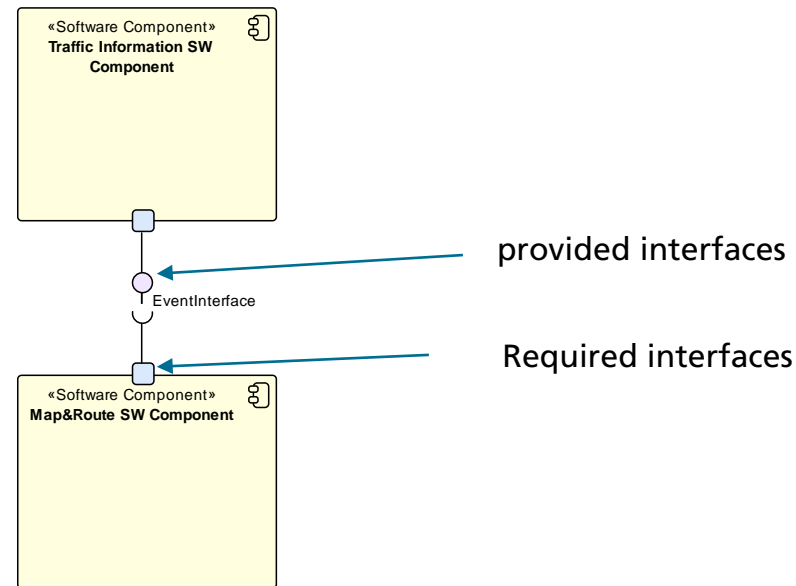 «Software Component»
Traffic Information SW
Component
provided interfaces
EventInterface
Required interfaces
«Software Component»
Map&Route SW Component